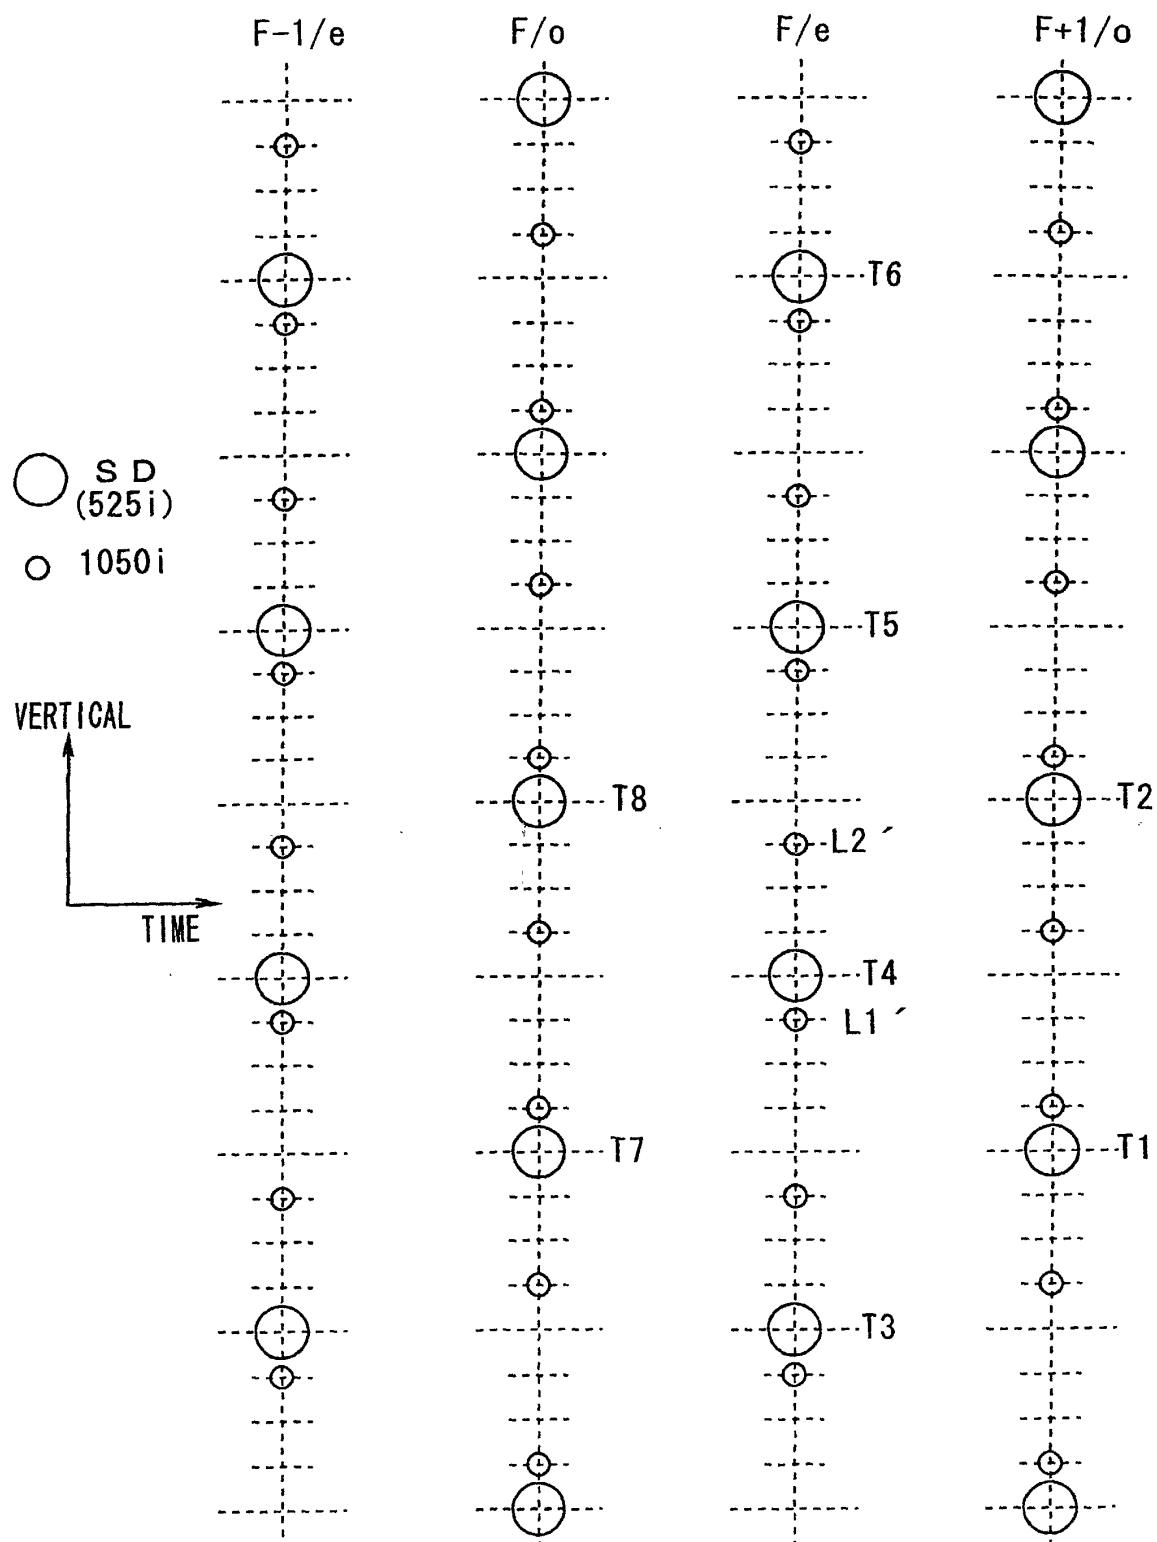 F-1/e F/o F/e F+1/o
T6
SD
(525i)
1050i
T5
VERTICAL
T8 T2
L2´
TIME
T4
L1´
T7 T1
T3